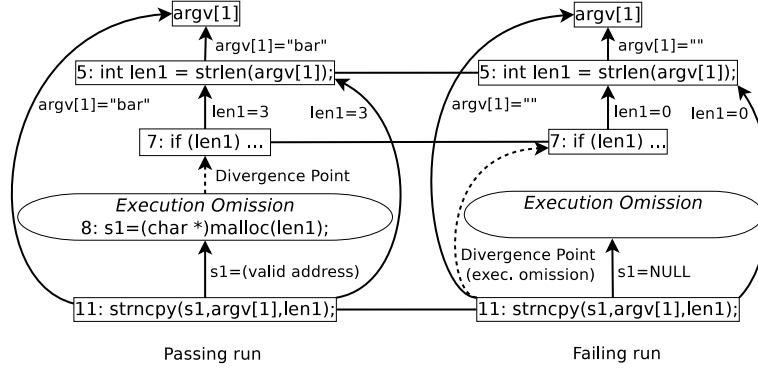 argv[1]
argv[1]="bar"
5: int len1 = strlen(argv[1]);
argv[1]="bar"
len1=3
len1=3
7: if (len1) ...
Divergence Point
Execution Omission
8: s1=(char *)malloc(len1);
s1=(valid address)
11: strncpy(s1,argv[1],len1);
Passing run
argv[1]
argv[1]=""
5: int len1 = strlen(argv[1]);
argv[1]=""
len1=0
len1=0
7: if (len1) ...
Execution Omission
Divergence Point
(exec. omission)
s1=NULL
11: strncpy(s1,argv[1],len1);
Failing run